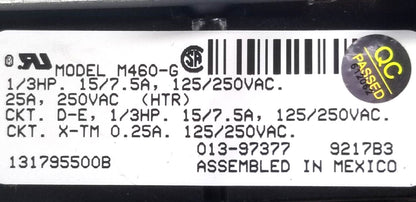 MODEL M460-G
1/3HP. 15/7.5A, 125/250VAC.
25A, 250VAC (HTR)
CKT. D-E, 1/3HP. 15/7.5A, 125/250VAC.
CKT. X-TM 0.25A. 125/250VAC.
013-97377 9217B3
131795500B ASSEMBLED IN MEXICO
QC
PASSED